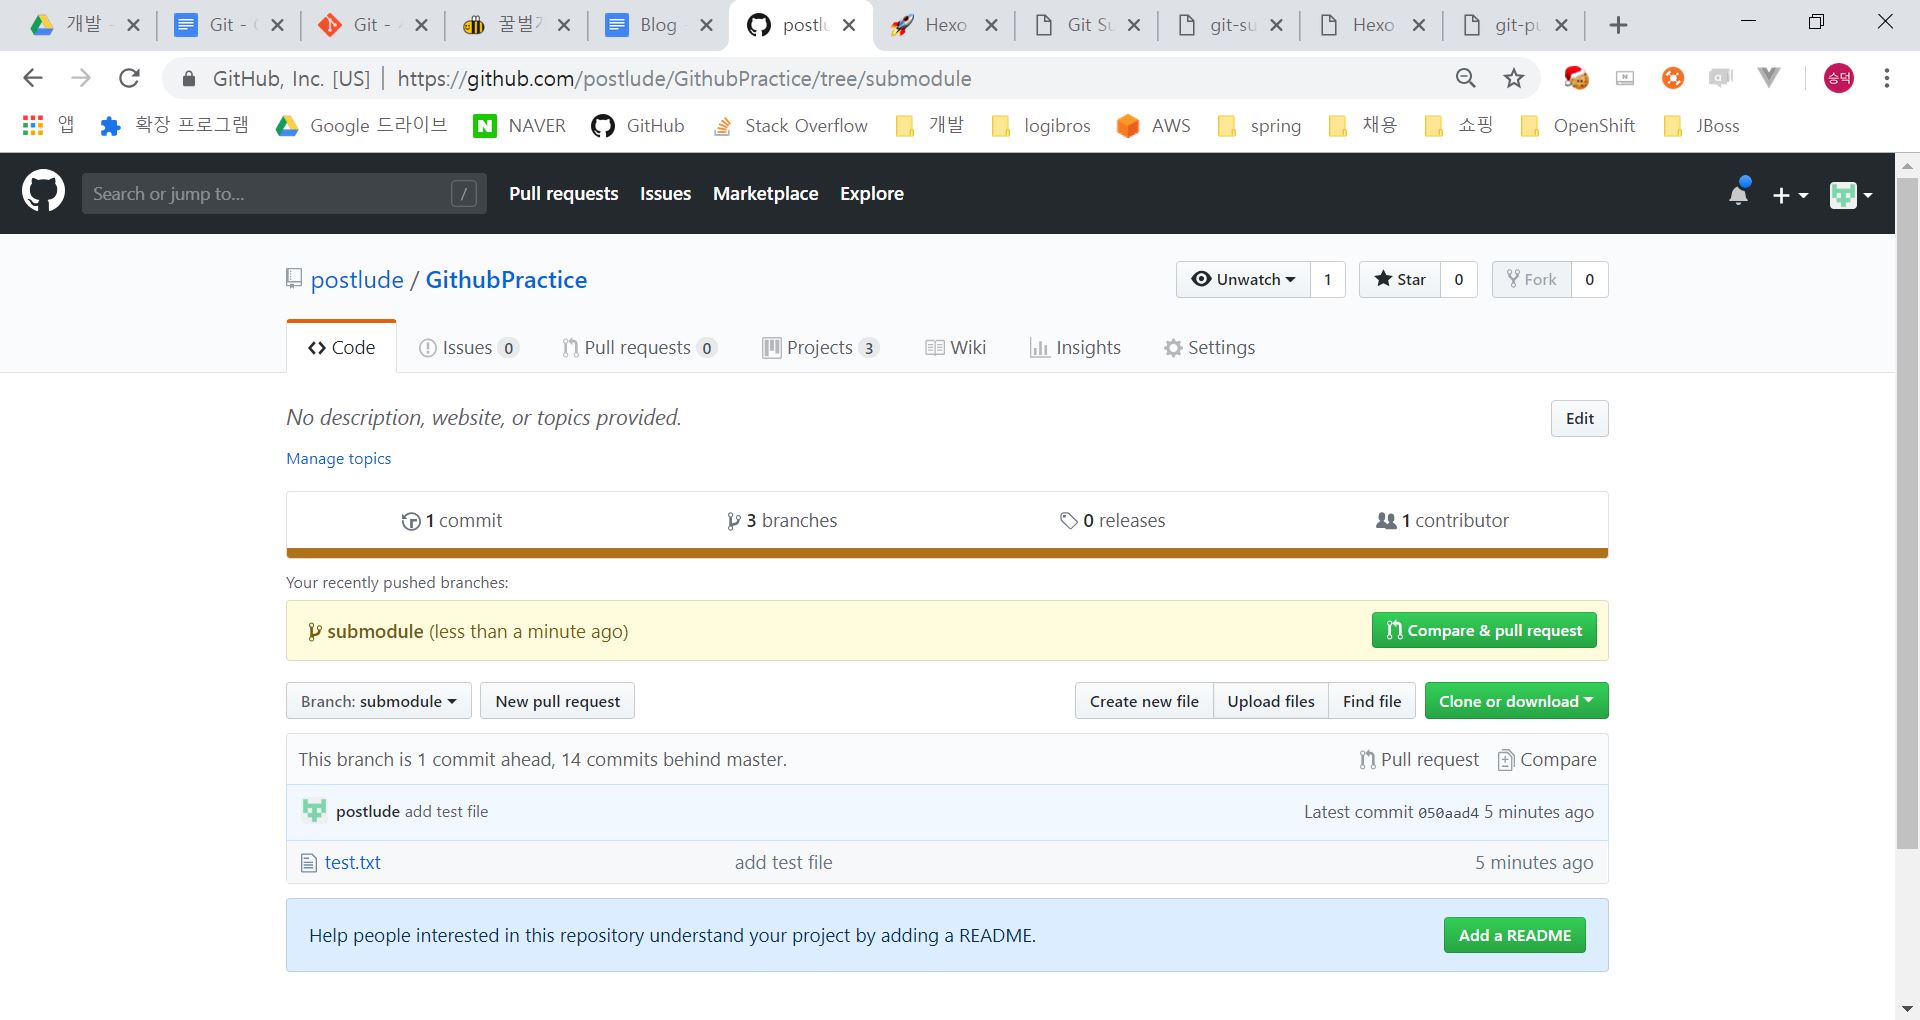 개발 - Git - Git - Blog - Hexo Git Su git-su Hexo git-pu
GitHub, Inc. [US] | https://github.com/postlude/GithubPractice/tree/submodule 승덕
앱 확장 프로그램 Google 드라이브 NAVER GitHub Stack Overflow 개발 logibros AWS spring 채용 쇼핑 OpenShift JBoss
Search or jump to... / Pull requests Issues Marketplace Explore
postlude / GithubPractice Unwatch 1 Star 0 Fork 0
Code Issues 0 Pull requests 0 Projects 3 Wiki Insights Settings
No description, website, or topics provided. Edit
Manage topics
1 commit 3 branches 0 releases 1 contributor
Your recently pushed branches:
submodule (less than a minute ago) Compare & pull request
Branch: submodule New pull request Create new file Upload files Find file Clone or download
This branch is 1 commit ahead, 14 commits behind master. Pull request Compare
postlude add test file Latest commit 050aad4 5 minutes ago
test.txt add test file 5 minutes ago
Help people interested in this repository understand your project by adding a README. Add a README